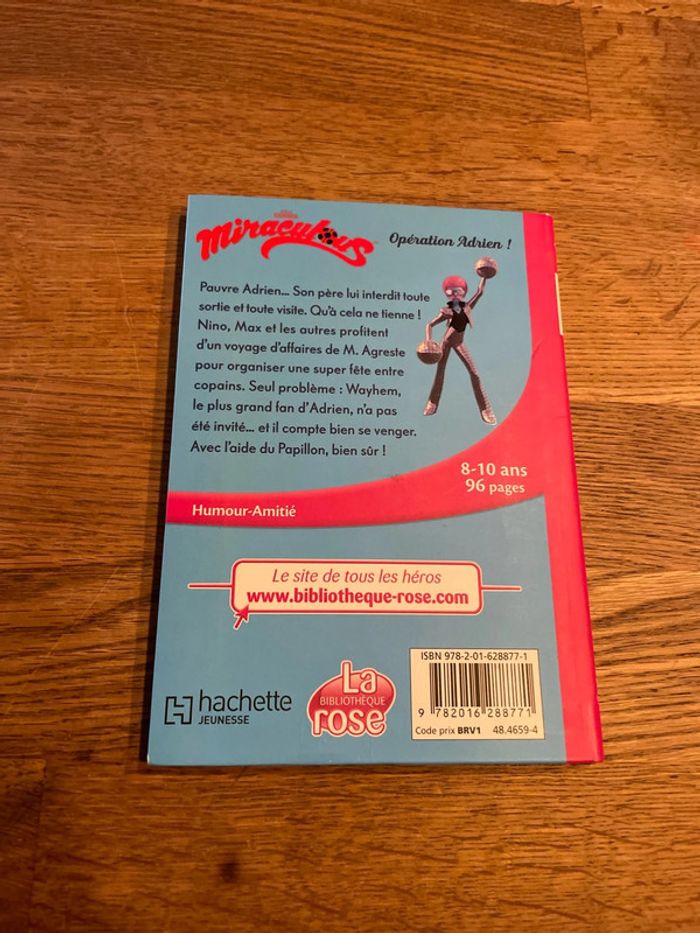 Miraculous
Opération Adrien !
Pauvre Adrien... Son père lui interdit toute
sortie et toute visite. Qu'à cela ne tienne !
Nino, Max et les autres profitent
d'un voyage d'affaires de M. Agreste
pour organiser une super fête entre
copains. Seul problème : Wayhem,
le plus grand fan d'Adrien, n'a pas
été invité... et il compte bien se venger.
Avec l'aide du Papillon, bien sûr !
8-10 ans
96 pages
Humour-Amitié
Le site de tous les héros
www.bibliotheque-rose.com
hachette
JEUNESSE
La
BIBLIOTHÈQUE
rose
ISBN 978-2-01-628877-1
9 782016 288771
Code prix BRV1 48.4659-4